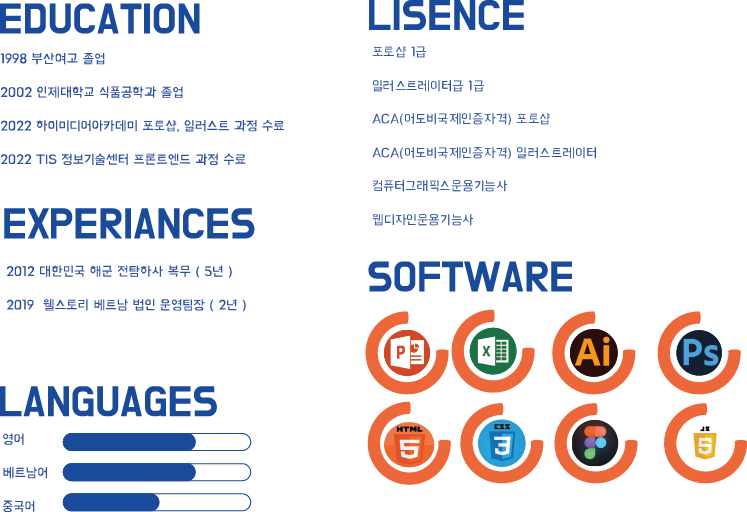 EDUCATION
1998 부산여고 졸업
2002 인제대학교 식품공학과 졸업
2022 하이미디어아카데미 포로샵, 일러스트 과정 수료
2022 TIS 정보기술센터 프론트엔드 과정 수료
EXPERIANCES
2012 대한민국 해군 전탐하사 복무 ( 5년 )
2019 웰스토리 베트남 법인 운영팀장 ( 2년 )
LANGUAGES
영어
베트남어
중국어
LISENCE
포로샵 1급
일러스트레이터급 1급
ACA(어도비국제인증자격) 포로샵
ACA(어도비국제인증자격) 일러스트레이터
컴퓨터그래픽스운용기능사
웹디자인운용기능사
SOFTWARE
P
X
Ai
Ps
HTML
5
CSS
3
JS
5